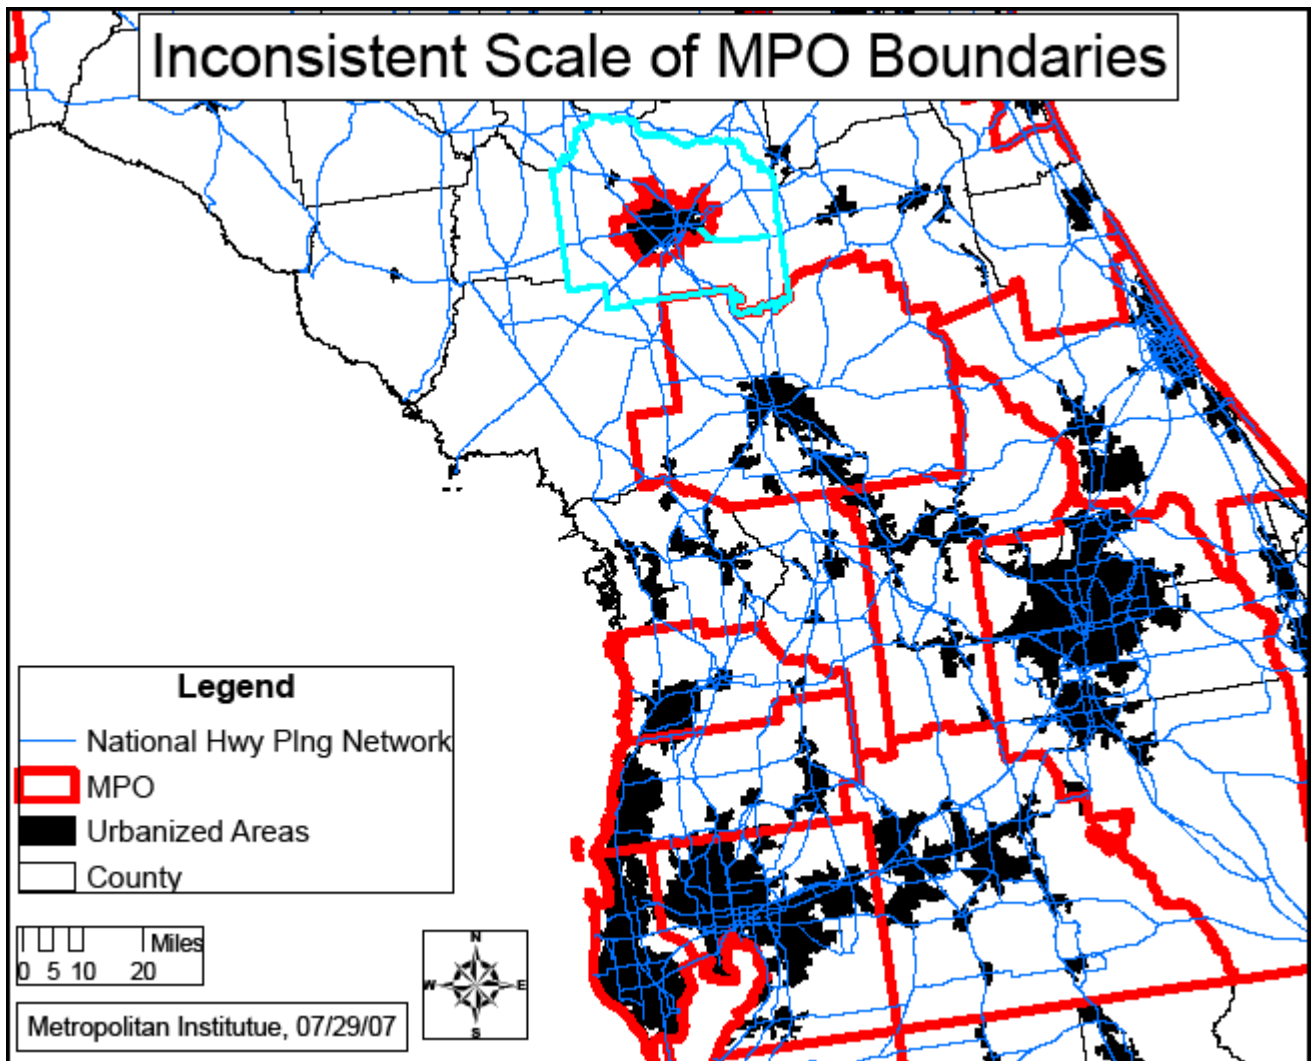 Inconsistent Scale of MPO Boundaries
Legend
National Hwy Plng Network
MPO
Urbanized Areas
County
Miles
0 5 10 20
N
W E
S
Metropolitan Institutue, 07/29/07